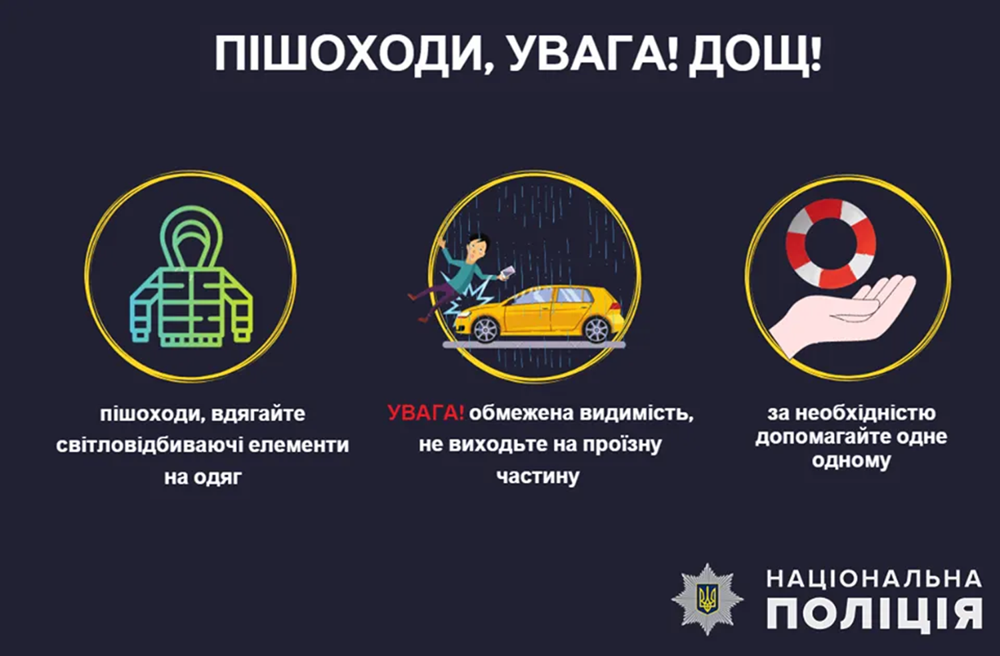 ПІШОХОДИ, УВАГА! ДОЩ!
пішоходи, вдягайте
світловідбиваючі елементи
на одяг
УВАГА! обмежена видимість,
не виходьте на проїзну
частину
за необхідністю
допомагайте одне
одному
НАЦІОНАЛЬНА
ПОЛІЦІЯ